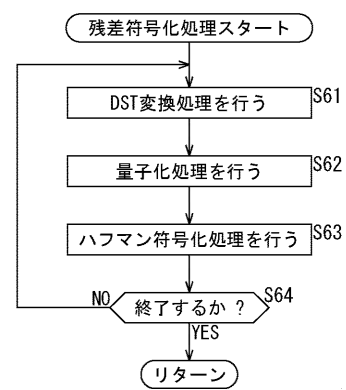 残差符号化処理スタート
DST変換処理を行う S61
量子化処理を行う S62
ハフマン符号化処理を行う S63
NO 終了するか ? S64
YES
リターン